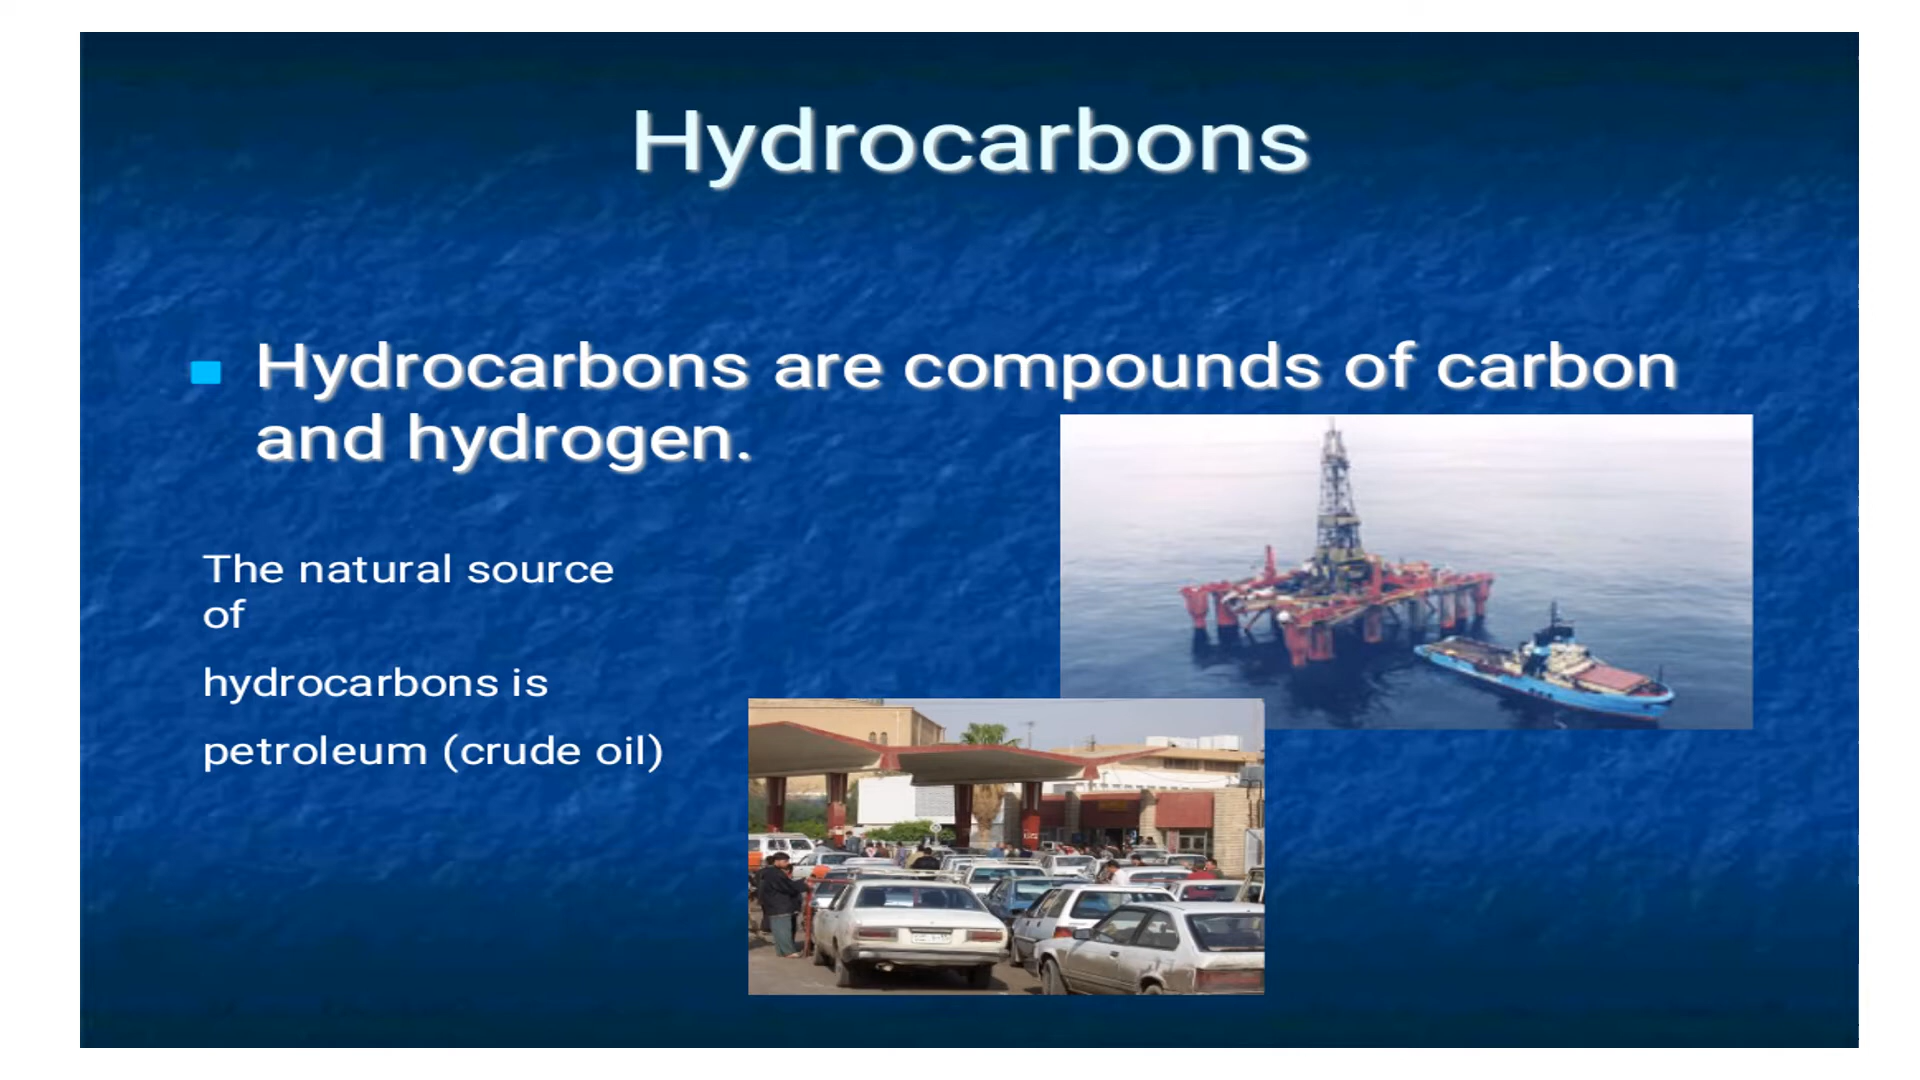 Hydrocarbons
Hydrocarbons are compounds of carbon
and hydrogen.
The natural source
of
hydrocarbons is
petroleum (crude oil)